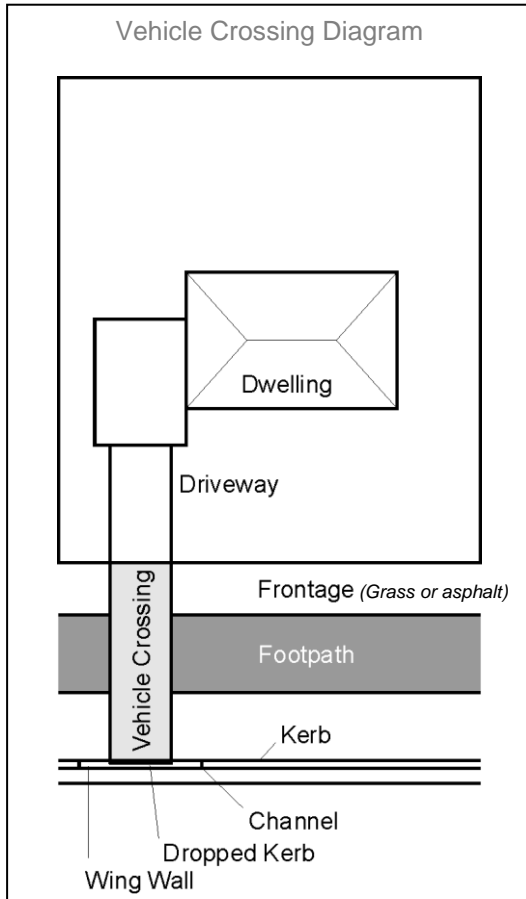 Vehicle Crossing Diagram
Dwelling
Driveway
Vehicle Crossing
Frontage (Grass or asphalt)
Footpath
Kerb
Channel
Dropped Kerb
Wing Wall